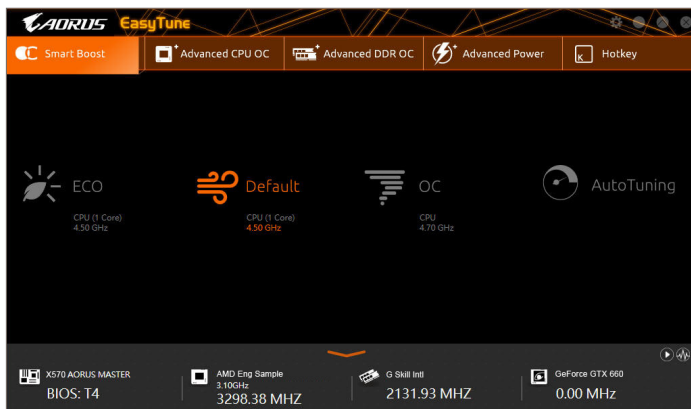 AORUS EasyTune
Smart Boost
Advanced CPU OC
Advanced DDR OC
Advanced Power
K
Hotkey
ECO
CPU (1 Core)
4.50 GHz
Default
CPU (1 Core)
4.50 GHz
OC
CPU
4.70 GHz
AutoTuning
X570 AORUS MASTER
BIOS: T4
AMD Eng Sample
3.10GHz
3298.38 MHZ
G Skill Intl
2131.93 MHZ
GeForce GTX 660
0.00 MHz